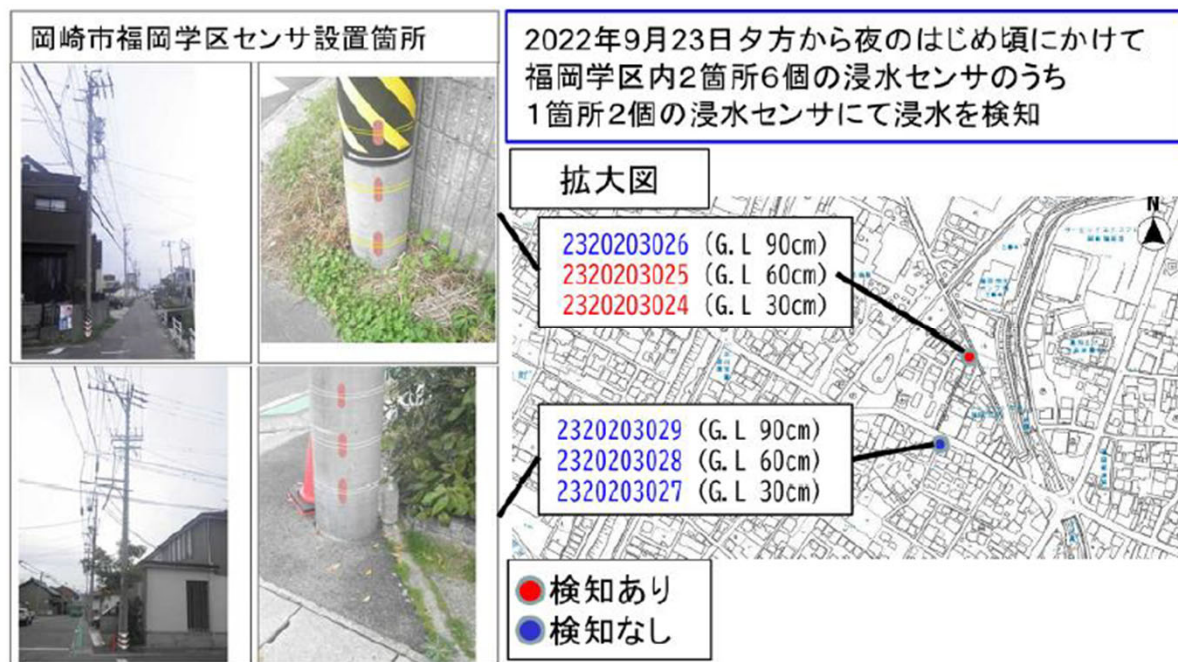 岡崎市福岡学区センサ設置箇所
2022年9月23日夕方から夜のはじめ頃にかけて
福岡学区内2箇所6個の浸水センサのうち
1箇所2個の浸水センサにて浸水を検知
拡大図
N
2320203026 (G.L 90cm)
2320203025 (G.L 60cm)
2320203024 (G.L 30cm)
2320203029 (G.L 90cm)
2320203028 (G.L 60cm)
2320203027 (G.L 30cm)
検知あり
検知なし